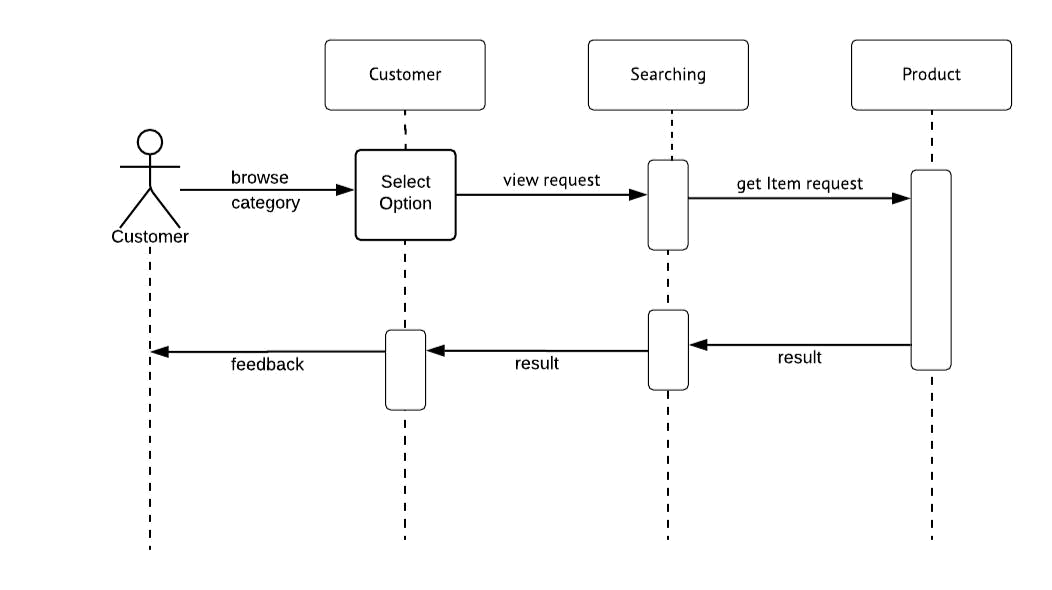 Customer
Searching
Product
Customer
browse
category
Select
Option
view request
get Item request
feedback
result
result